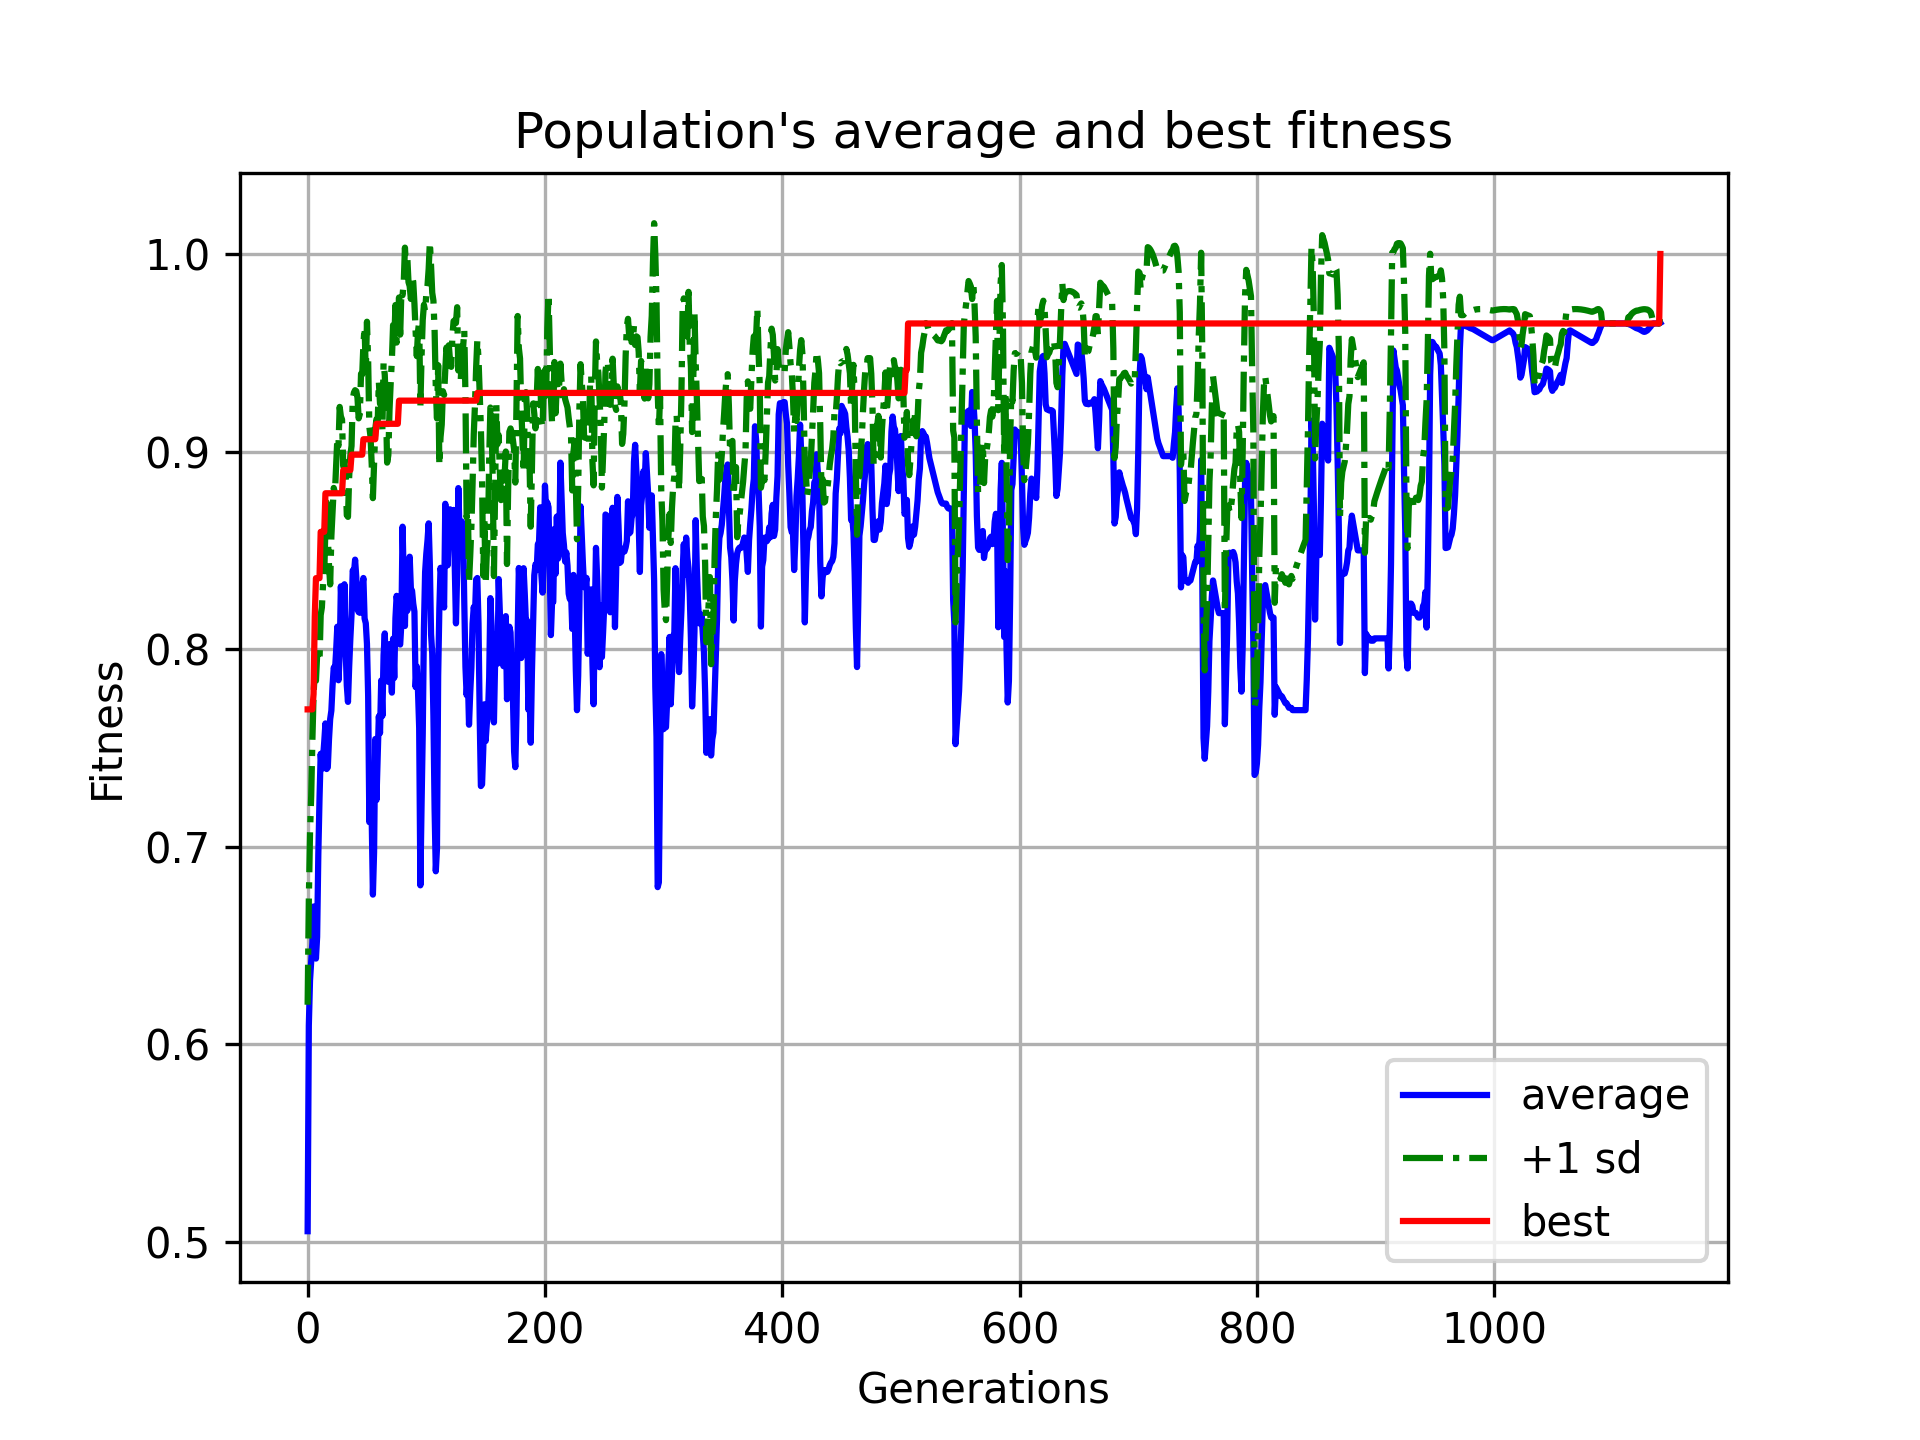 Population's average and best fitness
Fitness
1.0
0.9
0.8
0.7
0.6
0.5
0
200
400
600
800
1000
Generations
average
+1 sd
best